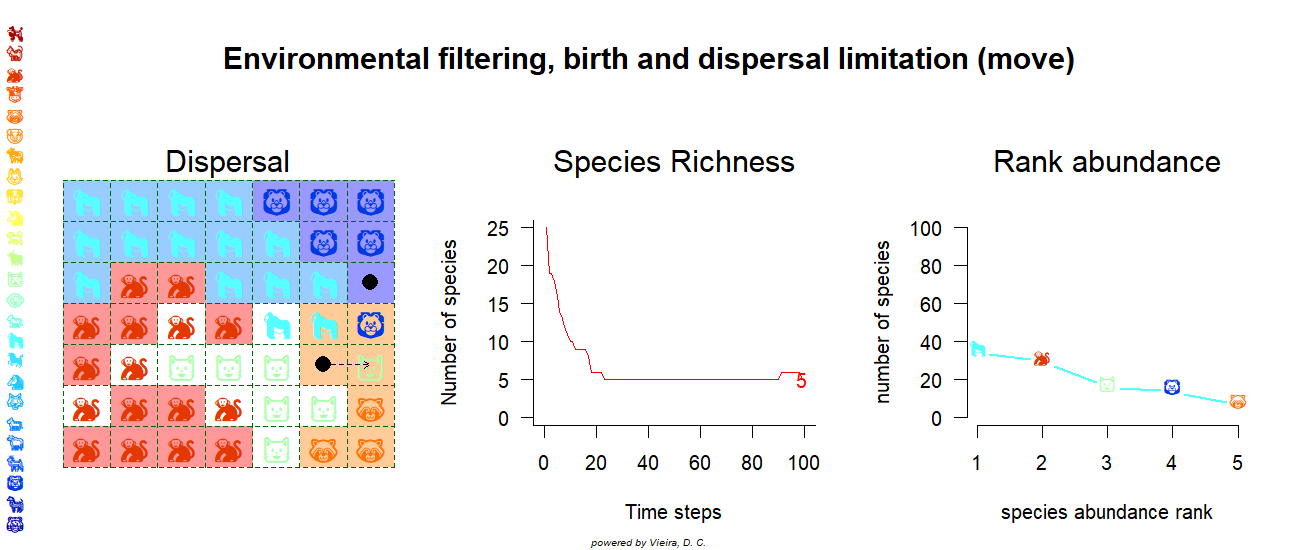 Environmental filtering, birth and dispersal limitation (move)
Dispersal
Species Richness
Number of species
25
20
15
10
5
0
5
0 20 40 60 80 100
Time steps
Rank abundance
number of species
100
80
60
40
20
0
1 2 3 4 5
species abundance rank
powered by Vieira, D. C.